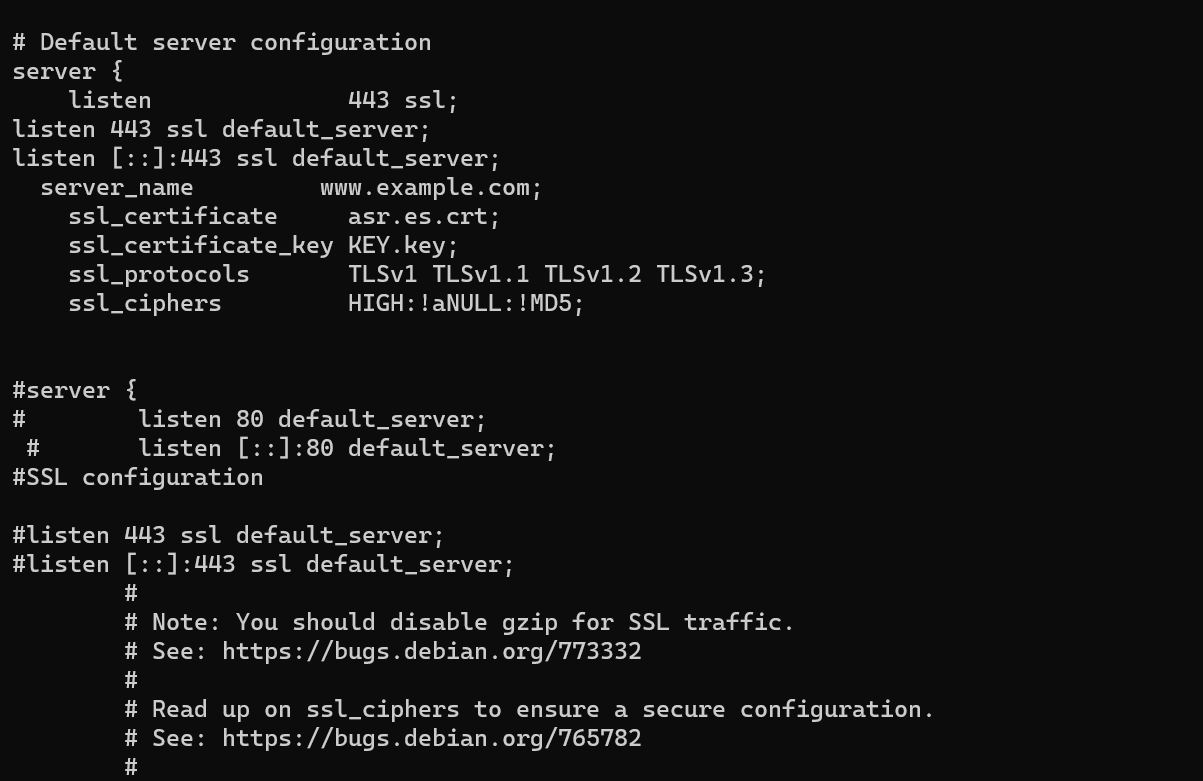 # Default server configuration
server {
    listen              443 ssl;
listen 443 ssl default_server;
listen [::]:443 ssl default_server;
  server_name         www.example.com;
    ssl_certificate     asr.es.crt;
    ssl_certificate_key KEY.key;
    ssl_protocols       TLSv1 TLSv1.1 TLSv1.2 TLSv1.3;
    ssl_ciphers         HIGH:!aNULL:!MD5;
#server {
#        listen 80 default_server;
 #       listen [::]:80 default_server;
#SSL configuration
#listen 443 ssl default_server;
#listen [::]:443 ssl default_server;
        #
        # Note: You should disable gzip for SSL traffic.
        # See: https://bugs.debian.org/773332
        #
        # Read up on ssl_ciphers to ensure a secure configuration.
        # See: https://bugs.debian.org/765782
        #